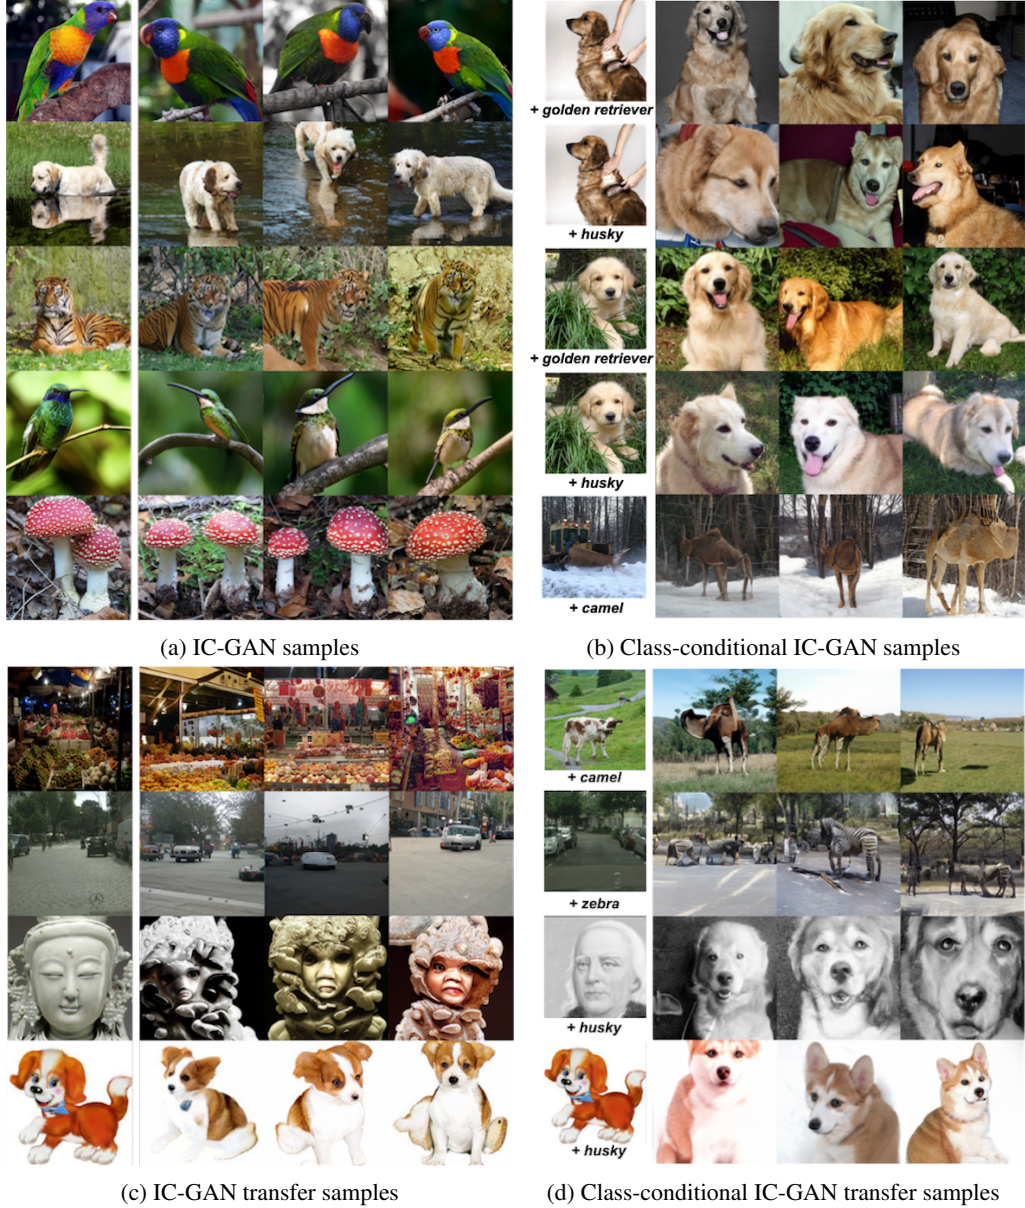 + golden retriever
+ husky
+ golden retriever
+ husky
+ camel
(a) IC-GAN samples
(b) Class-conditional IC-GAN samples
+ camel
+ zebra
+ husky
+ husky
(c) IC-GAN transfer samples
(d) Class-conditional IC-GAN transfer samples